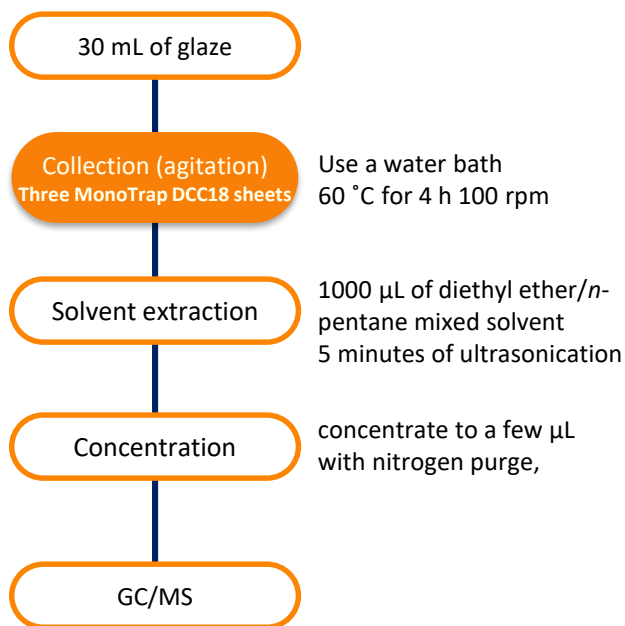 30 mL of glaze
Collection (agitation)
Three MonoTrap DCC18 sheets
Use a water bath
60 ˚C for 4 h 100 rpm
Solvent extraction
1000 µL of diethyl ether/n-
pentane mixed solvent
5 minutes of ultrasonication
Concentration
concentrate to a few µL
with nitrogen purge,
GC/MS